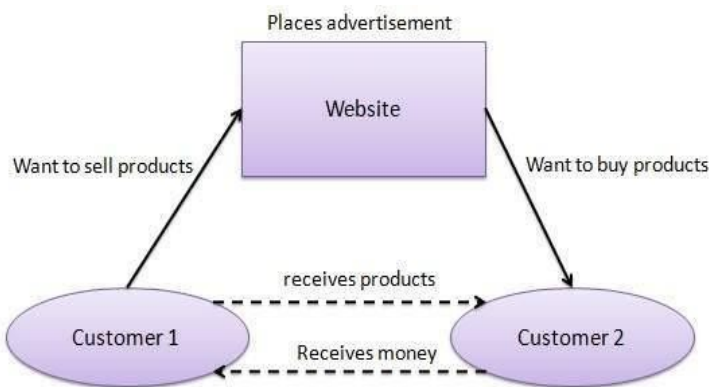 Places advertisement
Website
Want to sell products
Want to buy products
receives products
Customer 1
Customer 2
Receives money